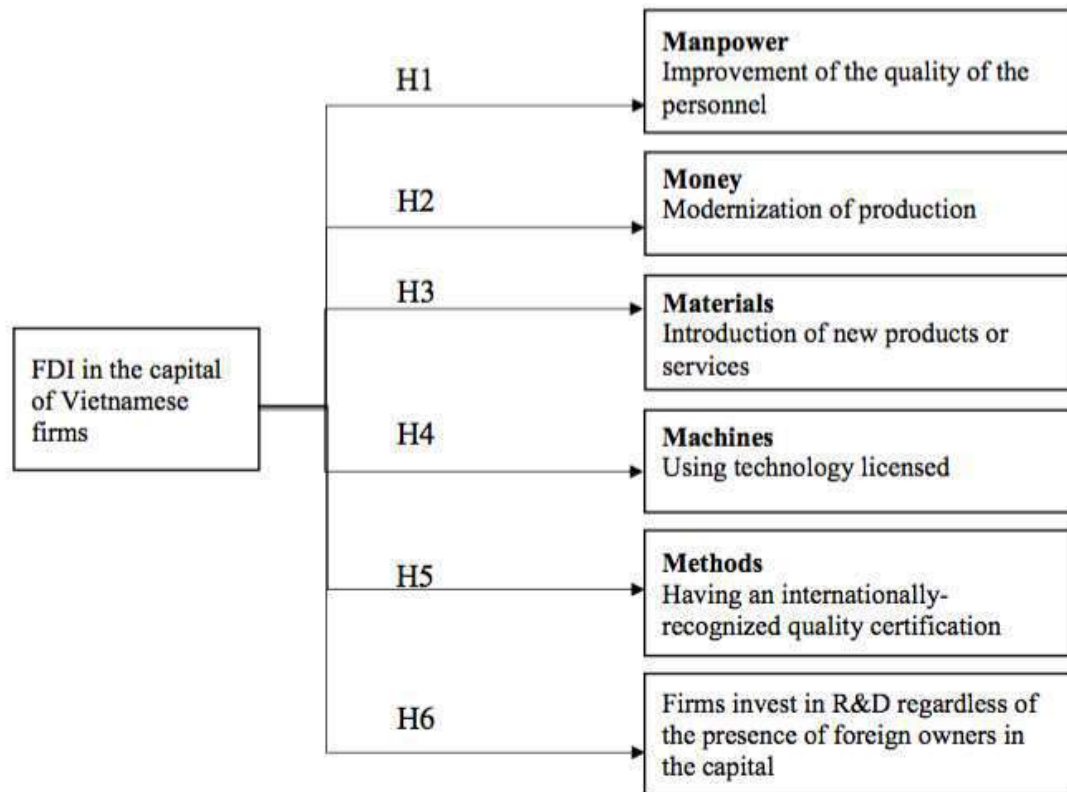 FDI in the capital
of Vietnamese
firms
H1
Manpower
Improvement of the quality of the
personnel
H2
Money
Modernization of production
H3
Materials
Introduction of new products or
services
H4
Machines
Using technology licensed
H5
Methods
Having an internationally-
recognized quality certification
H6
Firms invest in R&D regardless of
the presence of foreign owners in
the capital